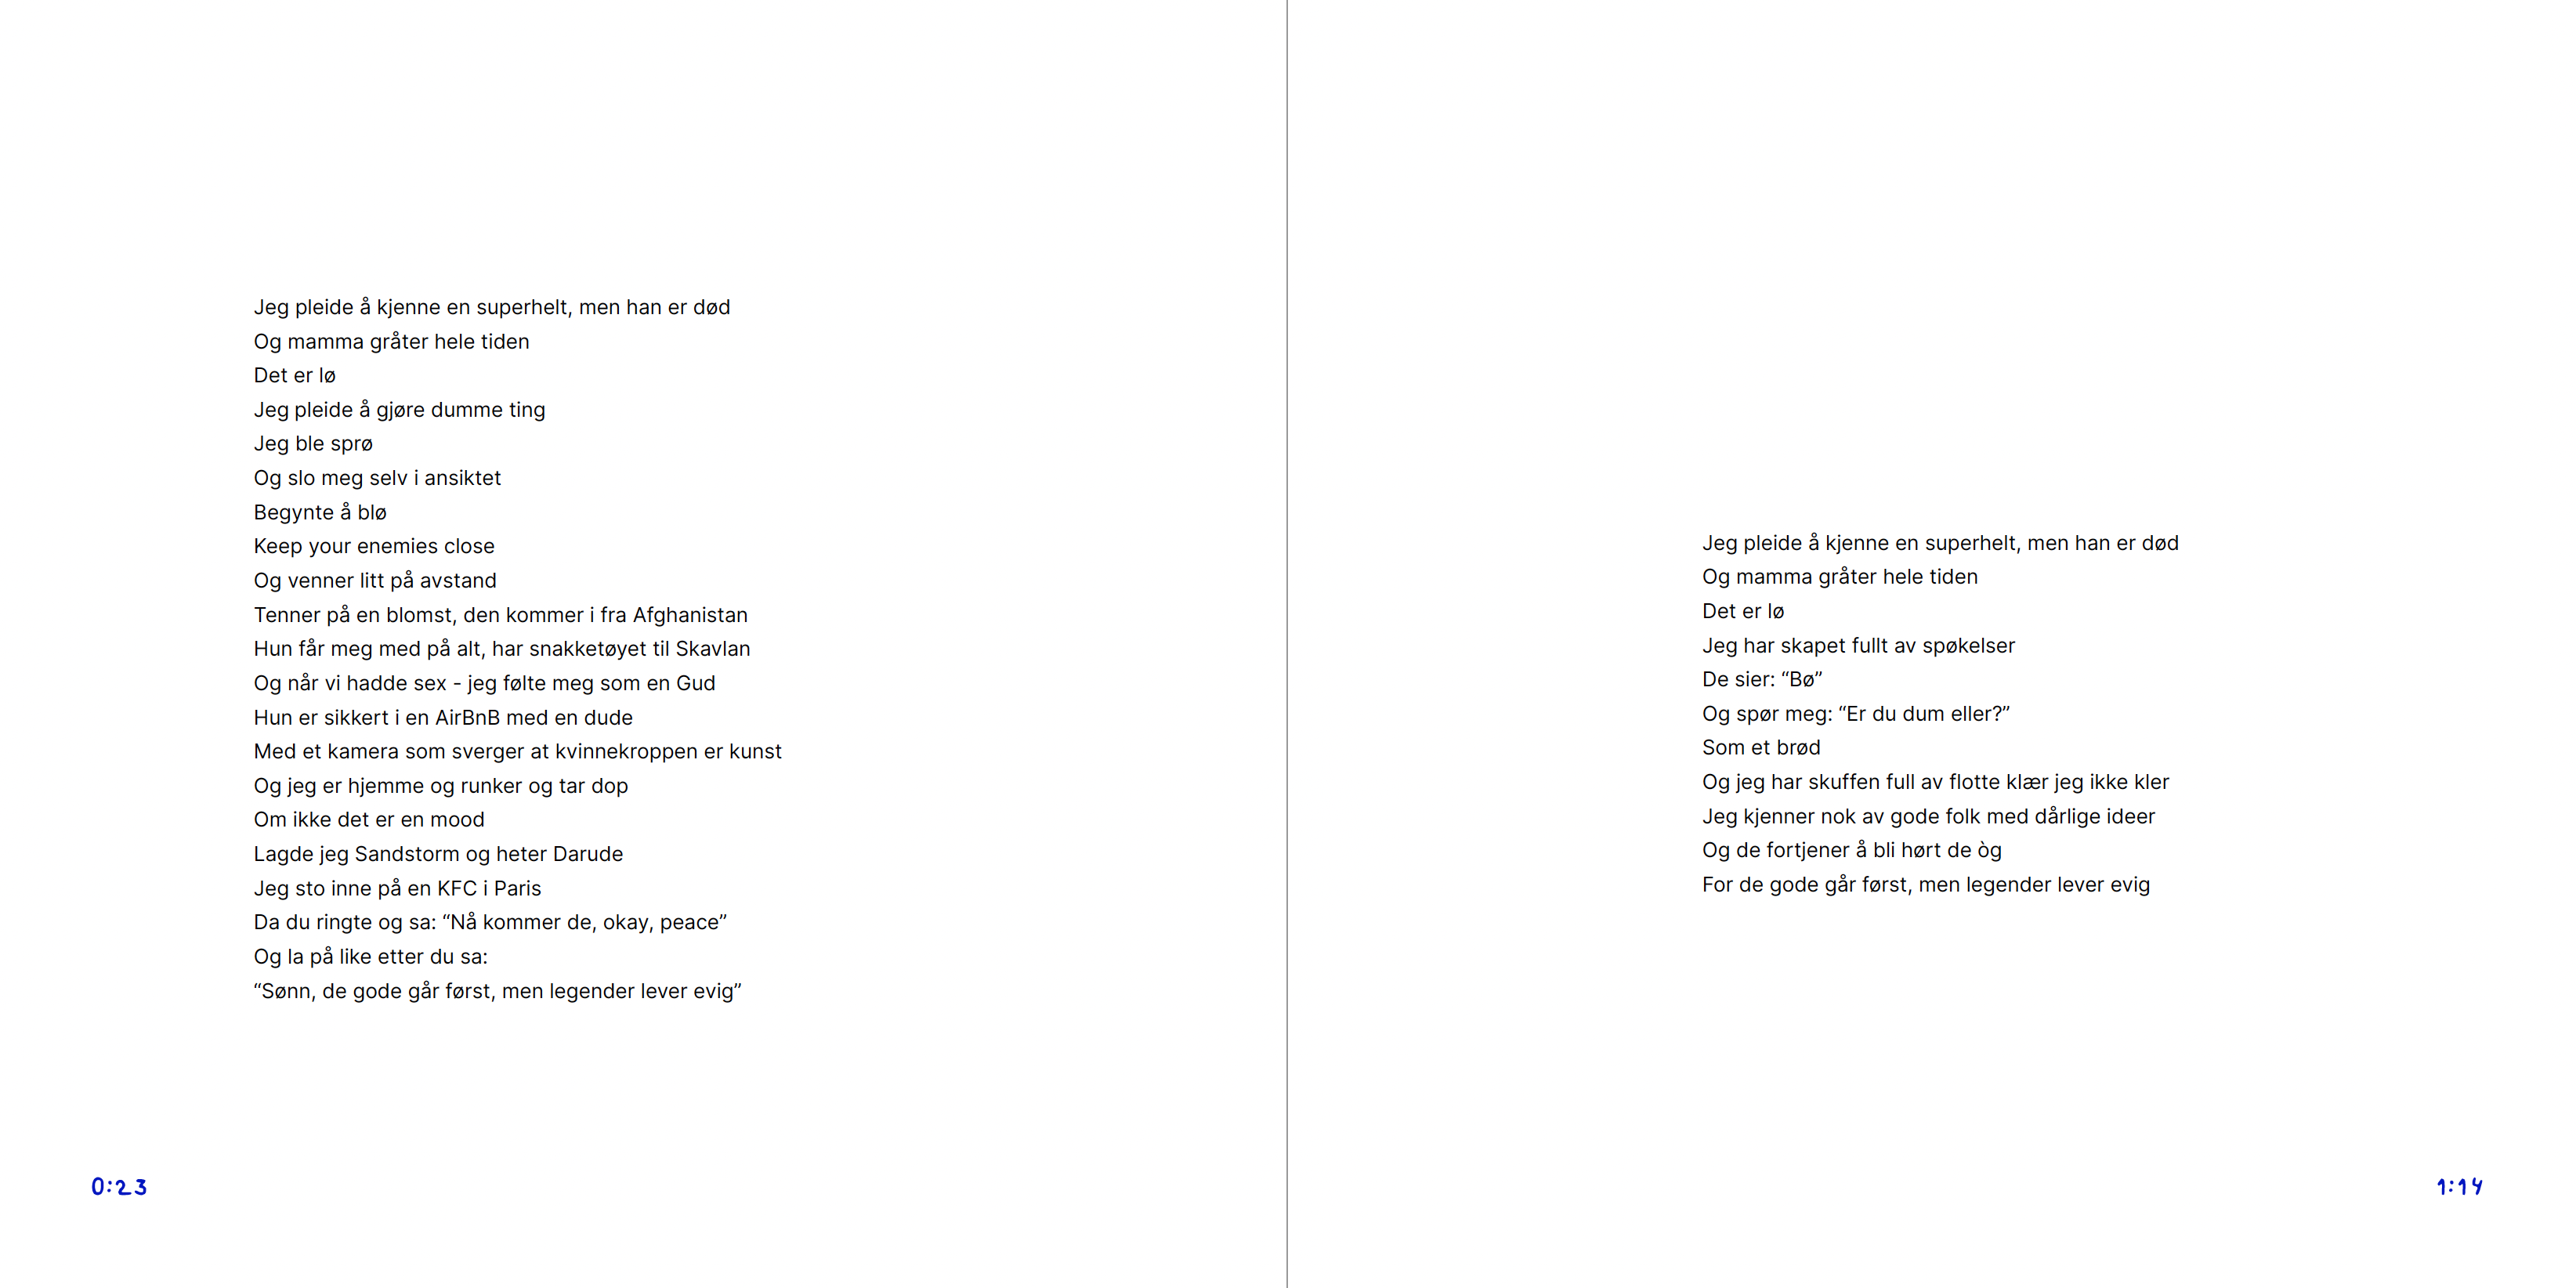 Jeg pleide å kjenne en superhelt, men han er død
Og mamma gråter hele tiden
Det er lø
Jeg pleide å gjøre dumme ting
Jeg ble sprø
Og slo meg selv i ansiktet
Begynte å blø
Keep your enemies close
Og venner litt på avstand
Tenner på en blomst, den kommer i fra Afghanistan
Hun får meg med på alt, har snakketøyet til Skavlan
Og når vi hadde sex - jeg følte meg som en Gud
Hun er sikkert i en AirBnB med en dude
Med et kamera som sverger at kvinnekroppen er kunst
Og jeg er hjemme og runker og tar dop
Om ikke det er en mood
Lagde jeg Sandstorm og heter Darude
Jeg sto inne på en KFC i Paris
Da du ringte og sa: “Nå kommer de, okay, peace”
Og la på like etter du sa:
“Sønn, de gode går først, men legender lever evig”
0:23
Jeg pleide å kjenne en superhelt, men han er død
Og mamma gråter hele tiden
Det er lø
Jeg har skapet fullt av spøkelser
De sier: “Bø”
Og spør meg: “Er du dum eller?”
Som et brød
Og jeg har skuffen full av flotte klær jeg ikke kler
Jeg kjenner nok av gode folk med dårlige ideer
Og de fortjener å bli hørt de òg
For de gode går først, men legender lever evig
1:14